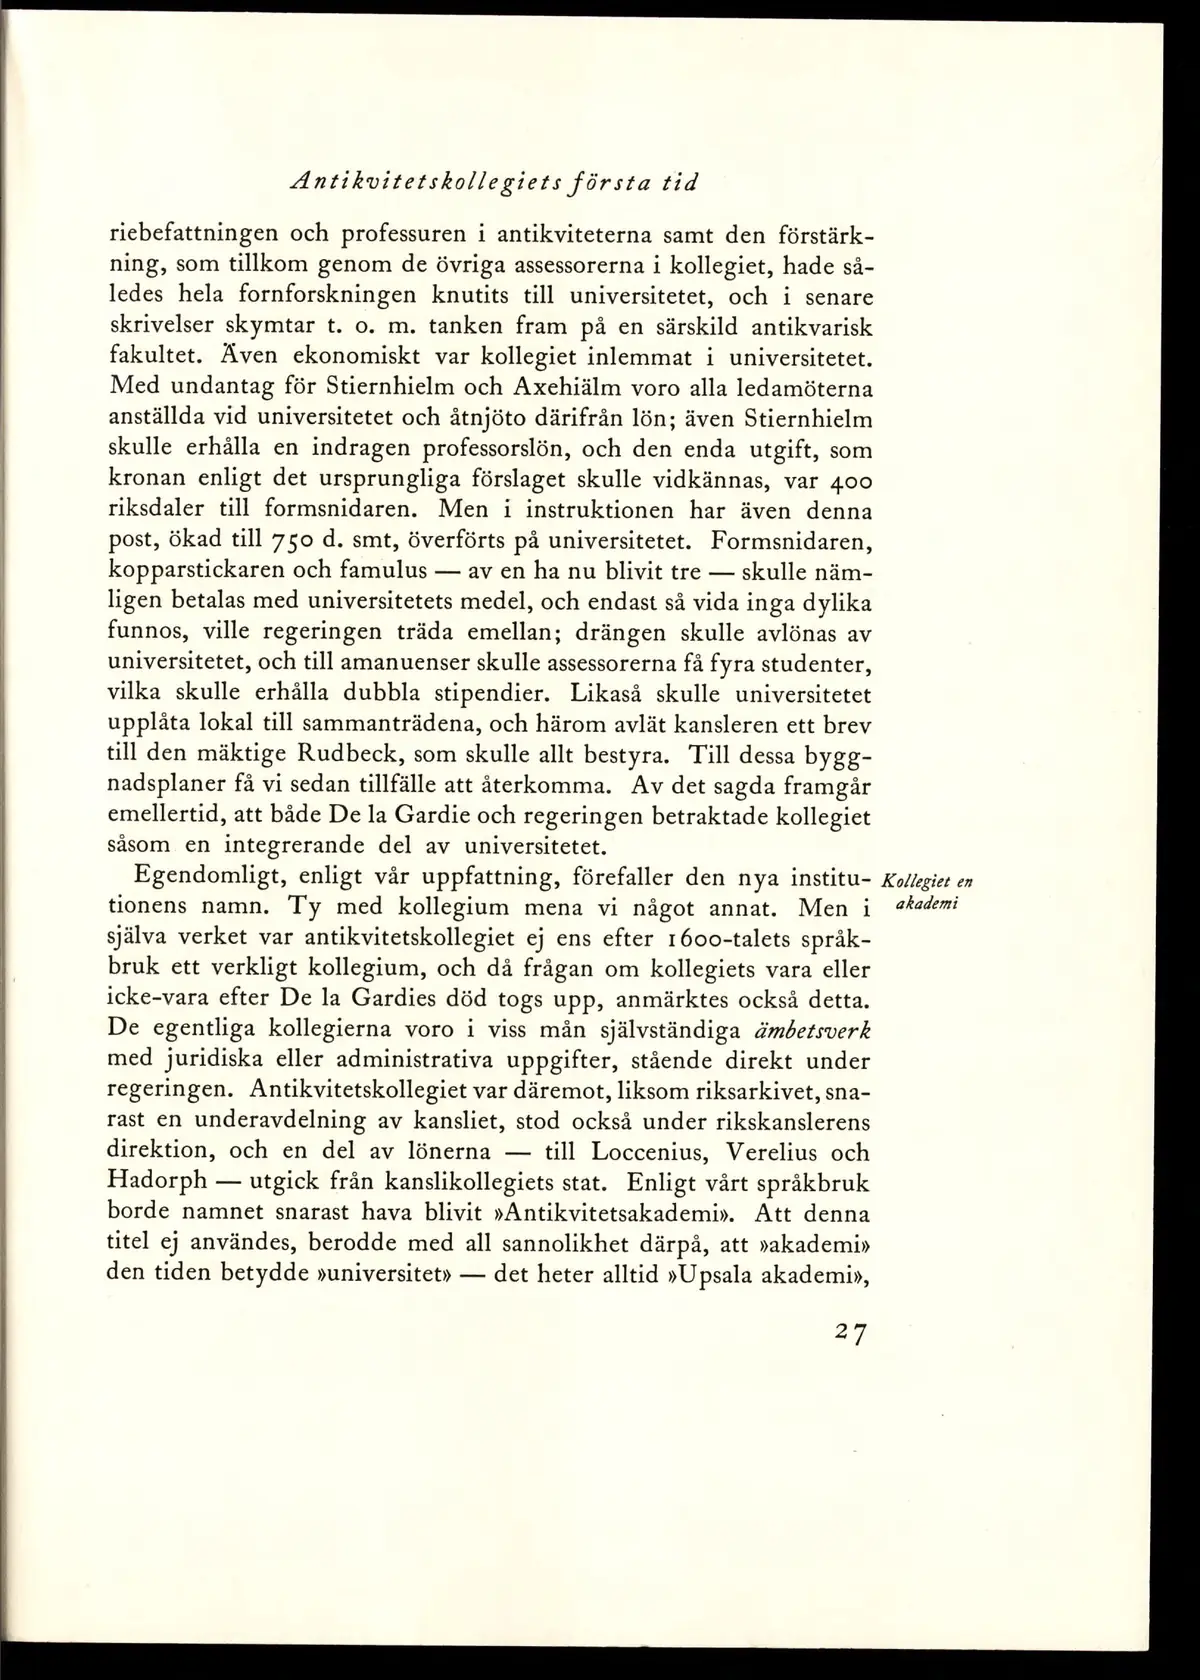 Antikvitetskollegiets första tid
riebefattningen och professuren i antikviteterna samt den förstärk-
ning, som tillkom genom de övriga assessorerna i kollegiet, hade så-
ledes hela fornforskningen knutits till universitetet, och i senare
skrivelser skymtar t. o. m. tanken fram på en särskild antikvarisk
fakultet. Även ekonomiskt var kollegiet inlemmat i universitetet.
Med undantag för Stiernhielm och Axehiälm voro alla ledamöterna
anställda vid universitetet och åtnjöto därifrån lön; även Stiernhielm
skulle erhålla en indragen professorslön, och den enda utgift, som
kronan enligt det ursprungliga förslaget skulle vidkännas, var 400
riksdaler till formsnidaren. Men i instruktionen har även denna
post, ökad till 750 d. smt, överförts på universitetet. Formsnidaren,
kopparstickaren och famulus — av en ha nu blivit tre — skulle näm-
ligen betalas med universitetets medel, och endast så vida inga dylika
funnos, ville regeringen träda emellan; drängen skulle avlönas av
universitetet, och till amanuenser skulle assessorerna få fyra studenter,
vilka skulle erhålla dubbla stipendier. Likaså skulle universitetet
upplåta lokal till sammanträdena, och härom avlät kansleren ett brev
till den mäktige Rudbeck, som skulle allt bestyra. Till dessa bygg-
nadsplaner få vi sedan tillfälle att återkomma. Av det sagda framgår
emellertid, att både De la Gardie och regeringen betraktade kollegiet
såsom en integrerande del av universitetet.
Egendomligt, enligt vår uppfattning, förefaller den nya institu-
Kollegiet en
akademi
tionens namn. Ty med kollegium mena vi något annat. Men i
själva verket var antikvitetskollegiet ej ens efter 1600-talets språk-
bruk ett verkligt kollegium, och då frågan om kollegiets vara eller
icke-vara efter De la Gardies död togs upp, anmärktes också detta.
De egentliga kollegierna voro i viss mån självständiga ämbetsverk
med juridiska eller administrativa uppgifter, stående direkt under
regeringen. Antikvitetskollegiet var däremot, liksom riksarkivet, sna-
rast en underavdelning av kansliet, stod också under rikskanslerens
direktion, och en del av lönerna — till Loccenius, Verelius och
Hadorph — utgick från kanslikollegiets stat. Enligt vårt språkbruk
borde namnet snarast hava blivit »Antikvitetsakademi». Att denna
titel ej användes, berodde med all sannolikhet därpå, att »akademi»
den tiden betydde »universitet» — det heter alltid »Upsala akademi»,
27